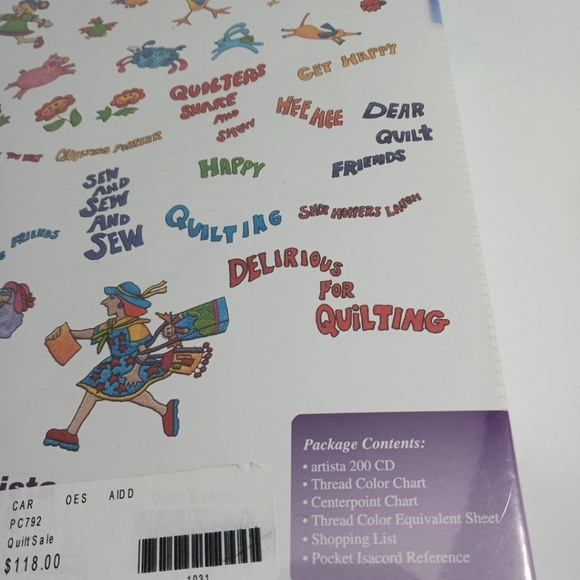 GET HAPPY
QUILTERS
SHARE
AND
SHOW
HEE HEE
DEAR
QUILT
FRIENDS
QUILTING FOREVER
HAPPY
SEW
AND
SEW
AND
SEW
QUILTING
SHOP HOPPERS LAUGH
FRIENDS
DELIRIOUS
FOR
QUILTING
Package Contents:
• artista 200 CD
• Thread Color Chart
• Centerpoint Chart
• Thread Color Equivalent Sheet
• Shopping List
• Pocket Isacord Reference
CAR OES AIDD
PC792
QuiltSale
$118.00
1031